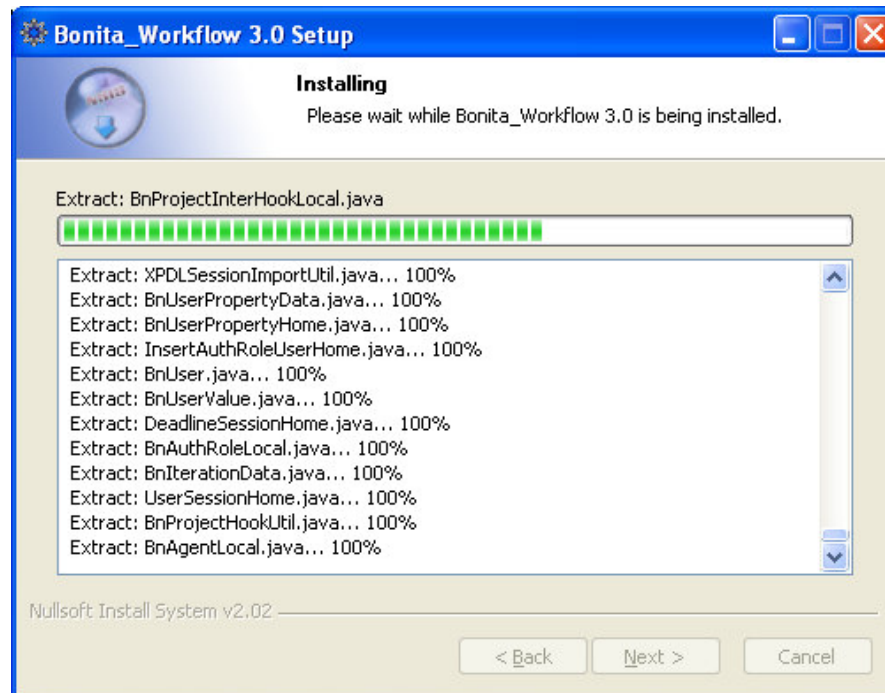 Bonita_Workflow 3.0 Setup
Installing
Please wait while Bonita_Workflow 3.0 is being installed.
Extract: BnProjectInterHookLocal.java
Extract: XPDLSessionImportUtil.java... 100%
Extract: BnUserPropertyData.java... 100%
Extract: BnUserPropertyHome.java... 100%
Extract: InsertAuthRoleUserHome.java... 100%
Extract: BnUser.java... 100%
Extract: BnUserValue.java... 100%
Extract: DeadlineSessionHome.java... 100%
Extract: BnAuthRoleLocal.java... 100%
Extract: BnIterationData.java... 100%
Extract: UserSessionHome.java... 100%
Extract: BnProjectHookUtil.java... 100%
Extract: BnAgentLocal.java... 100%
Nullsoft Install System v2.02
< Back Next > Cancel